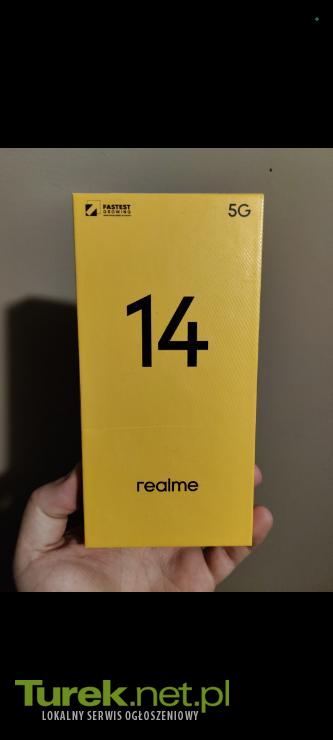 FASTEST
GROWING
5G
14
realme
Turek.net.pl
LOKALNY SERWIS OGŁOSZENIOWY